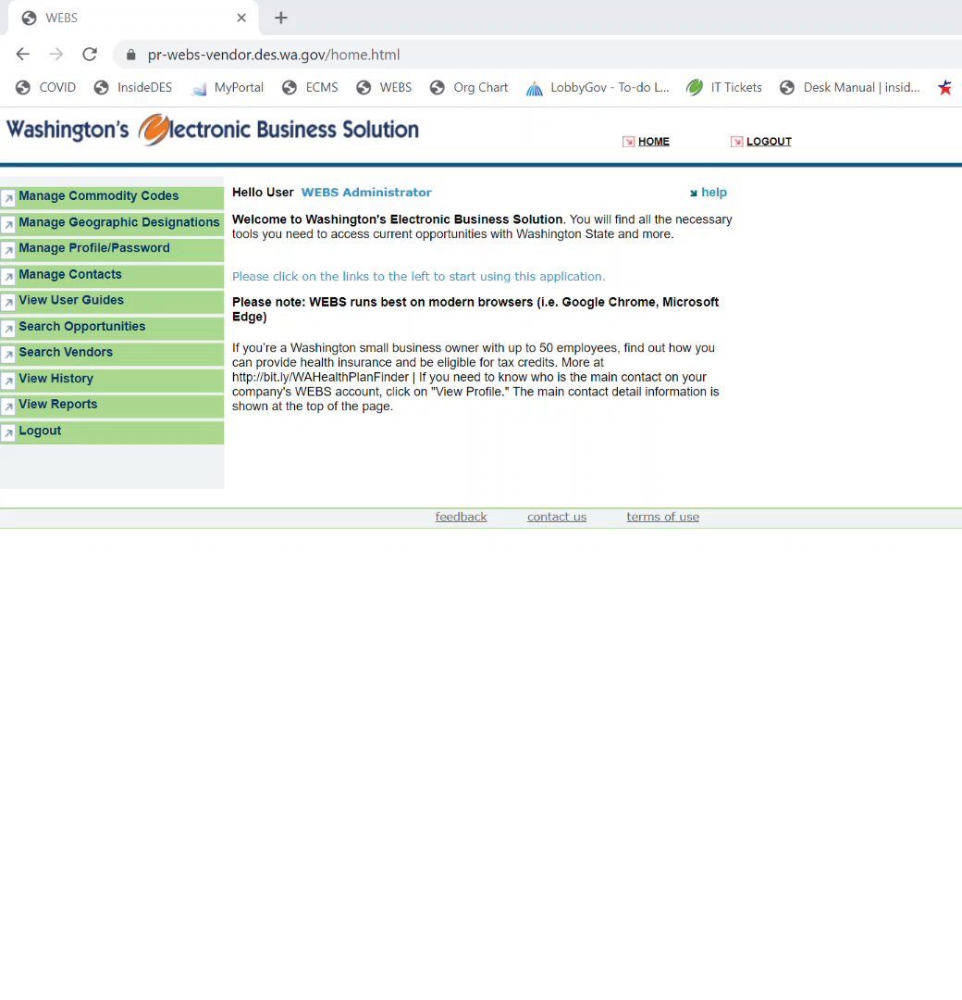 WEBS
pr-webs-vendor.des.wa.gov/home.html
COVID InsideDES MyPortal ECMS WEBS Org Chart LobbyGov - To-do L... IT Tickets Desk Manual | insid...
Washington's Electronic Business Solution
HOME LOGOUT
Manage Commodity Codes
Manage Geographic Designations
Manage Profile/Password
Manage Contacts
View User Guides
Search Opportunities
Search Vendors
View History
View Reports
Logout
Hello User WEBS Administrator help
Welcome to Washington's Electronic Business Solution. You will find all the necessary
tools you need to access current opportunities with Washington State and more.
Please click on the links to the left to start using this application.
Please note: WEBS runs best on modern browsers (i.e. Google Chrome, Microsoft
Edge)
If you're a Washington small business owner with up to 50 employees, find out how you
can provide health insurance and be eligible for tax credits. More at
http://bit.ly/WAHealthPlanFinder | If you need to know who is the main contact on your
company's WEBS account, click on "View Profile." The main contact detail information is
shown at the top of the page.
feedback contact us terms of use